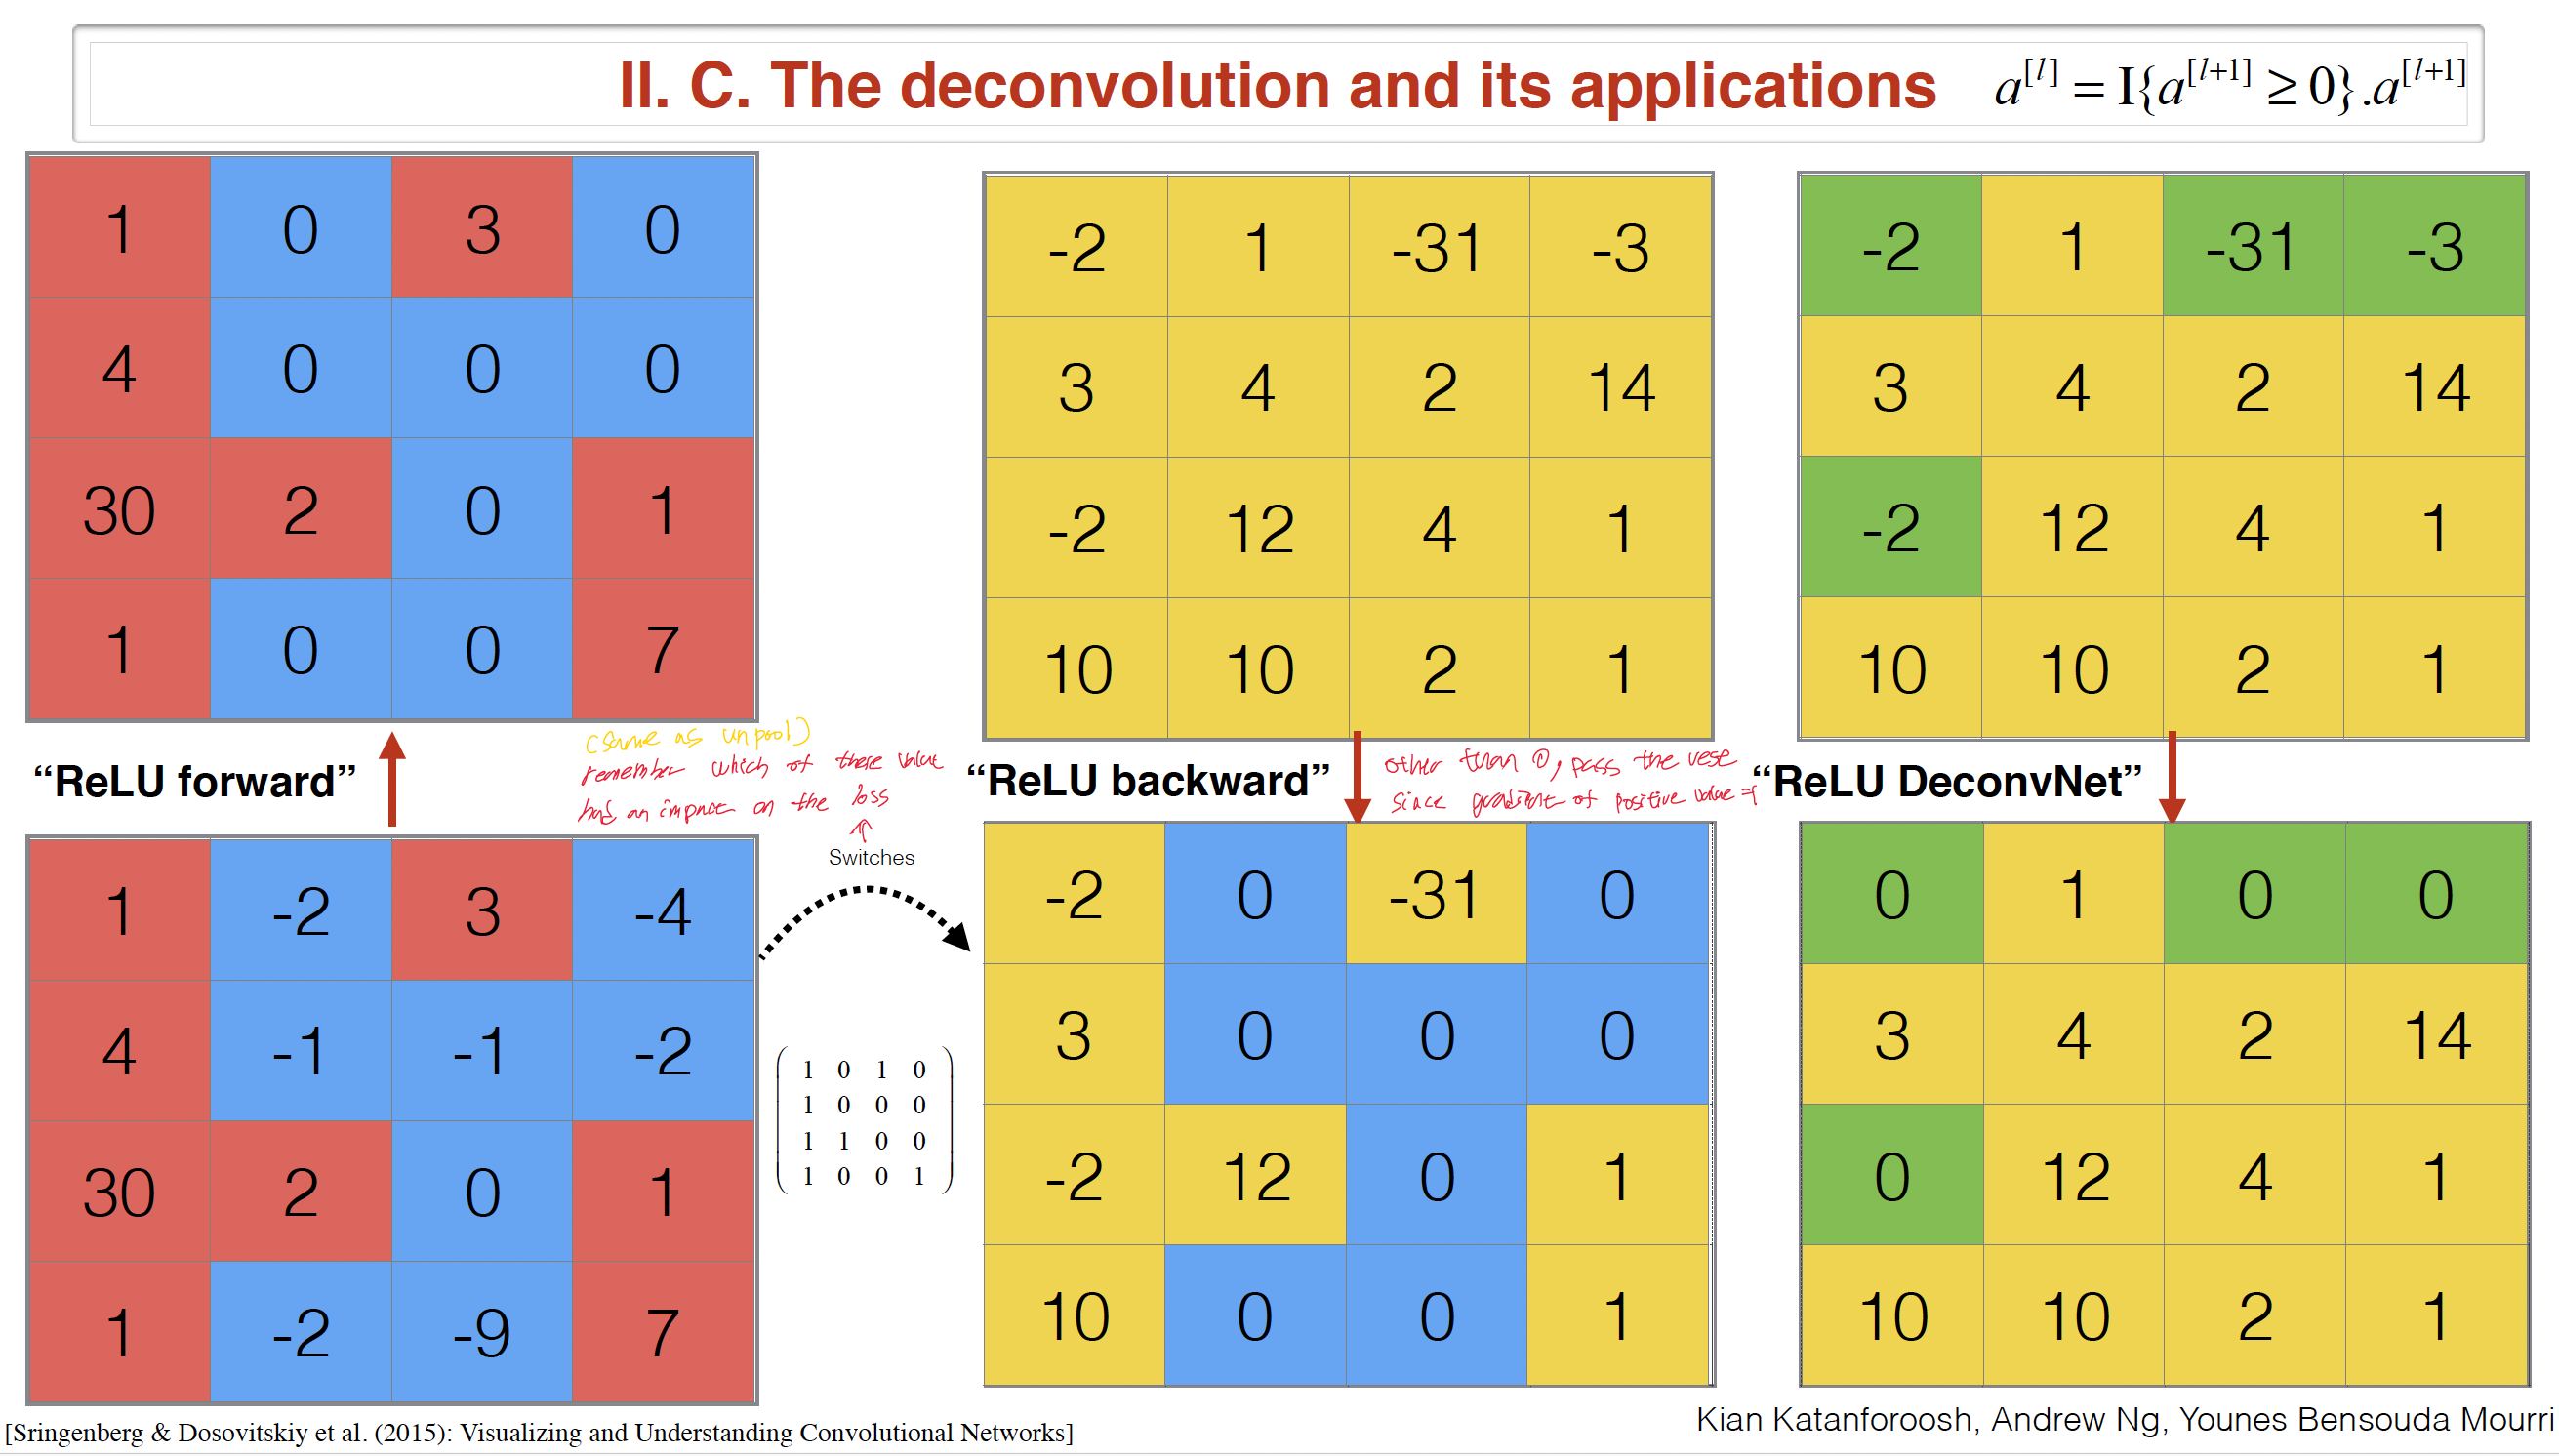 II. C. The deconvolution and its applications a^[l] = I{a^[l+1] ≥ 0}.a^[l+1]
1 0 3 0
4 0 0 0
30 2 0 1
1 0 0 7
-2 1 -31 -3
3 4 2 14
-2 12 4 1
10 10 2 1
-2 1 -31 -3
3 4 2 14
-2 12 4 1
10 10 2 1
(same as unpool)
remember which of these value
has an impact on the loss
“ReLU forward”
“ReLU backward”
other than 0, pass the
since gradient of positive value =1
“ReLU DeconvNet”
Switches
1 -2 3 -4
4 -1 -1 -2
30 2 0 1
1 -2 -9 7
1 0 1 0
1 0 0 0
1 1 0 0
1 0 0 1
-2 0 -31 0
3 0 0 0
-2 12 0 1
10 0 0 1
0 1 0 0
3 4 2 14
0 12 4 1
10 10 2 1
[Sringenberg & Dosovitskiy et al. (2015): Visualizing and Understanding Convolutional Networks]
Kian Katanforoosh, Andrew Ng, Younes Bensouda Mourri